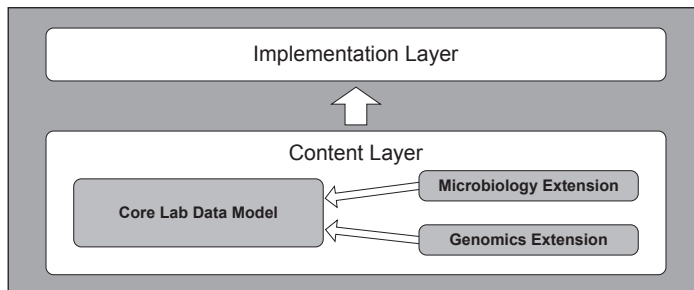 Implementation Layer
Content Layer
Core Lab Data Model
Microbiology Extension
Genomics Extension